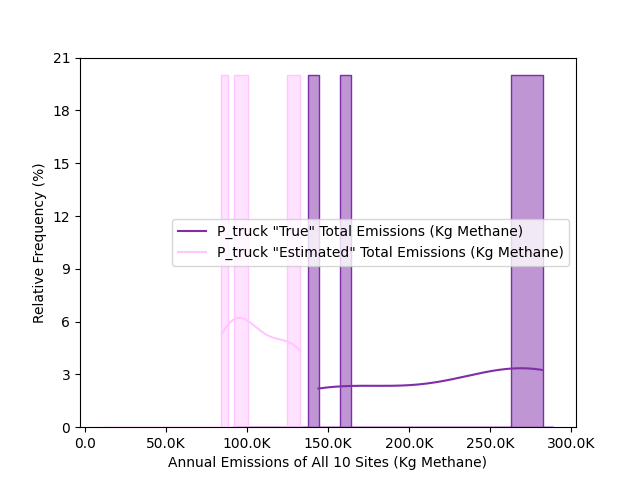 21
18
15
12
9
6
3
0
Relative Frequency (%)
P_truck "True" Total Emissions (Kg Methane)
P_truck "Estimated" Total Emissions (Kg Methane)
0.0 50.0K 100.0K 150.0K 200.0K 250.0K 300.0K
Annual Emissions of All 10 Sites (Kg Methane)